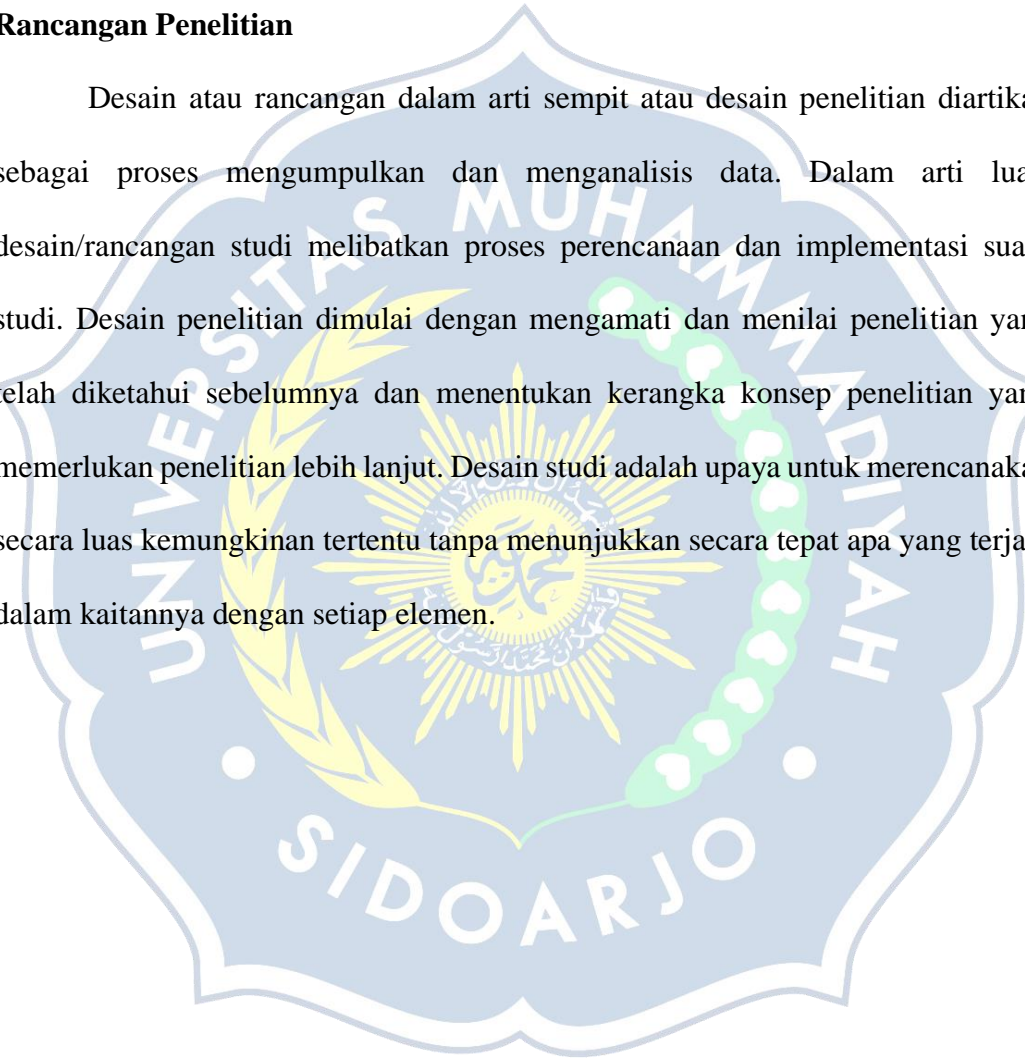 Rancangan Penelitian
Desain atau rancangan dalam arti sempit atau desain penelitian diartika
sebagai proses mengumpulkan dan menganalisis data. Dalam arti lua
desain/rancangan studi melibatkan proses perencanaan dan implementasi sua
studi. Desain penelitian dimulai dengan mengamati dan menilai penelitian yan
telah diketahui sebelumnya dan menentukan kerangka konsep penelitian yan
memerlukan penelitian lebih lanjut. Desain studi adalah upaya untuk merencanaka
secara luas kemungkinan tertentu tanpa menunjukkan secara tepat apa yang terja
dalam kaitannya dengan setiap elemen.
UNIVERSITAS MUHAMMADIYAH
SIDOARJO